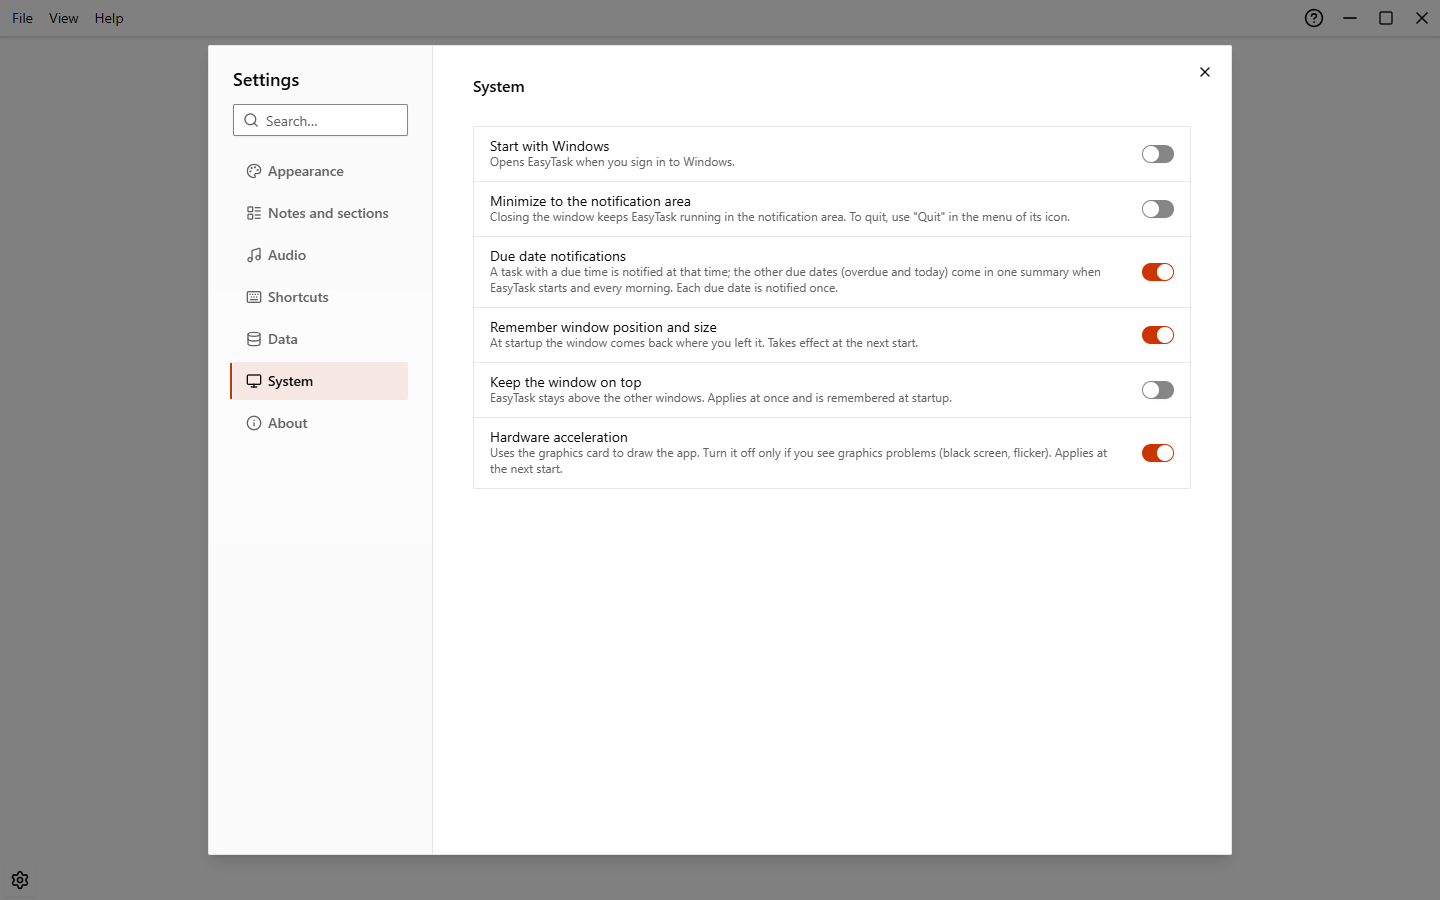 File View Help
Settings
Search...
Appearance
Notes and sections
Audio
Shortcuts
Data
System
About
System
Start with Windows
Opens EasyTask when you sign in to Windows.
Minimize to the notification area
Closing the window keeps EasyTask running in the notification area. To quit, use "Quit" in the menu of its icon.
Due date notifications
A task with a due time is notified at that time; the other due dates (overdue and today) come in one summary when
EasyTask starts and every morning. Each due date is notified once.
Remember window position and size
At startup the window comes back where you left it. Takes effect at the next start.
Keep the window on top
EasyTask stays above the other windows. Applies at once and is remembered at startup.
Hardware acceleration
Uses the graphics card to draw the app. Turn it off only if you see graphics problems (black screen, flicker). Applies at
the next start.